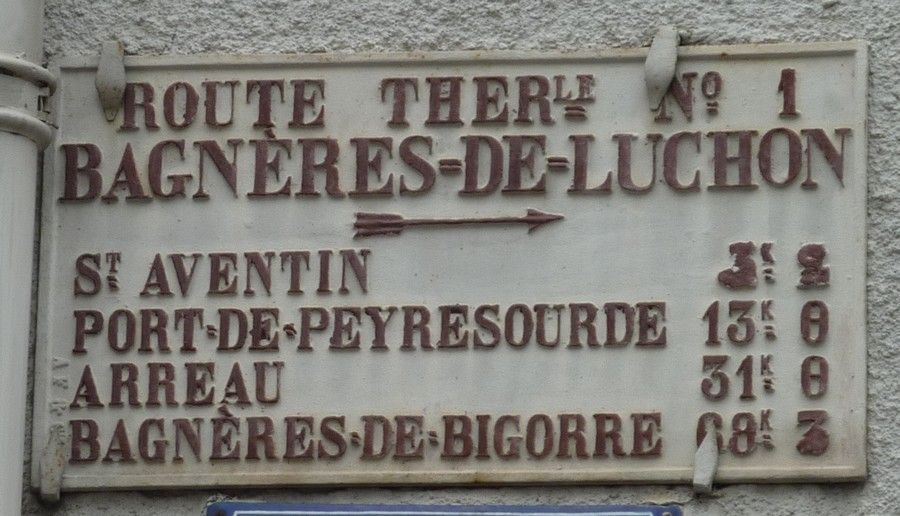 ROUTE THERLE NO 1
BAGNÈRES-DE-LUCHON
ST AVENTIN 3K 2
PORT-DE-PEYRESOURDE 13K 0
ARREAU 31K 0
BAGNÈRES-DE-BIGORRE 68K 3